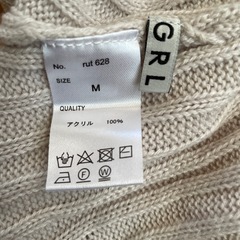 No. rut 628
SIZE
M
QUALITY
アクリル 100%
P W
GRL